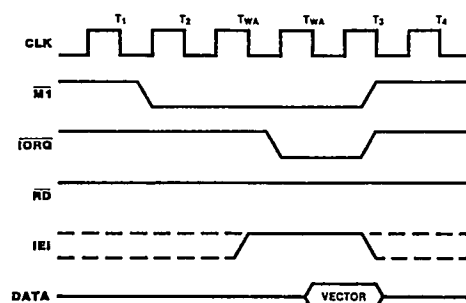 T₁ T₂ TWA TWA T₃ T₄
CLK
M1
IORQ
RD
IEI
DATA VECTOR